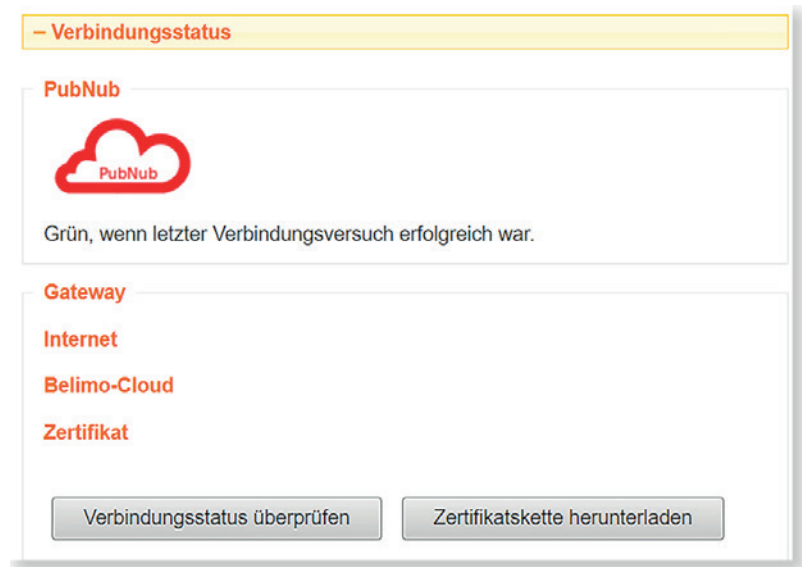 – Verbindungsstatus
PubNub
PubNub
Grün, wenn letzter Verbindungsversuch erfolgreich war.
Gateway
Internet
Belimo-Cloud
Zertifikat
Verbindungsstatus überprüfen
Zertifikatskette herunterladen